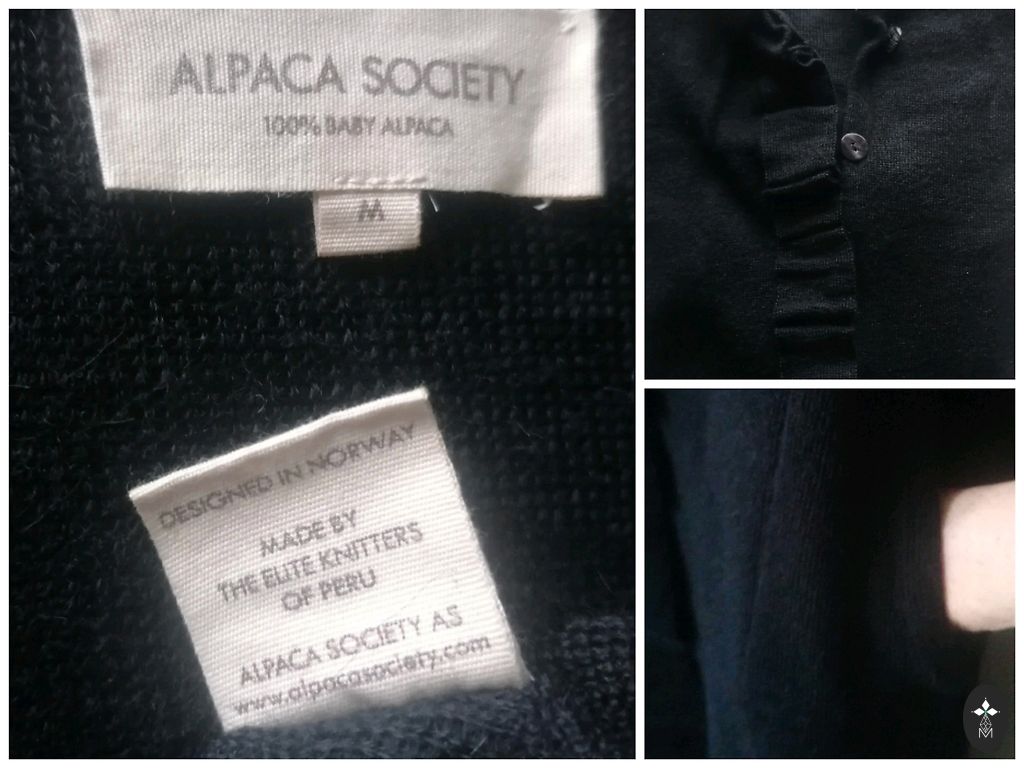 ALPACA SOCIETY
100% BABY ALPACA
M
DESIGNED IN NORWAY
MADE BY
THE ELITE KNITTERS
OF PERU
ALPACA SOCIETY AS
www.alpacasociety.com
M